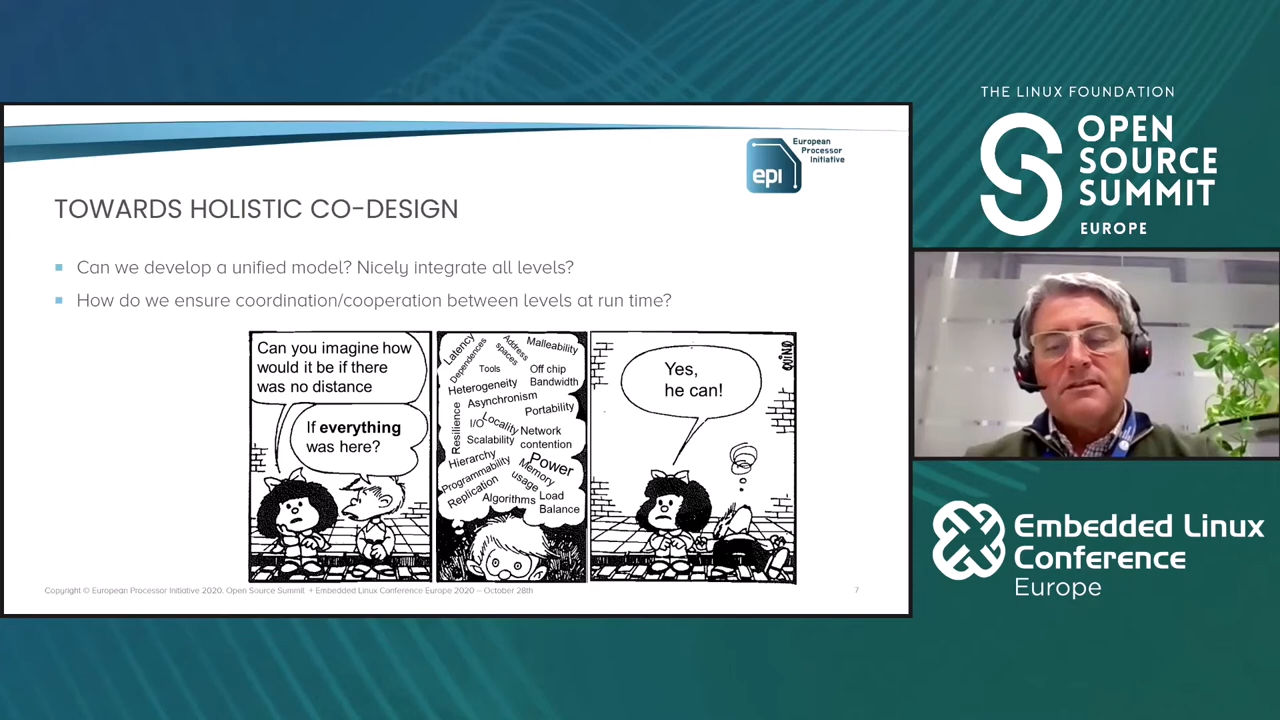 THE LINUX FOUNDATION
OPEN
SOURCE
SUMMIT
EUROPE
European
Processor
Initiative
epi
TOWARDS HOLISTIC CO-DESIGN
Can we develop a unified model? Nicely integrate all levels?
How do we ensure coordination/cooperation between levels at run time?
Can you imagine how
would it be if there
was no distance
If everything
was here?
Latency
Dependences
Address
spaces
Malleability
Tools
Off chip
Bandwidth
Heterogeneity
Asynchronism
Portability
Resilience
I/O
Locality
Network
contention
Scalability
Hierarchy
Power
Programmability
Memory
usage
Replication
Algorithms
Load
Balance
Yes,
he can!
QUINO
Copyright © European Processor Initiative 2020. Open Source Summit + Embedded Linux Conference Europe 2020 – October 28th
7
Embedded Linux
Conference
Europe